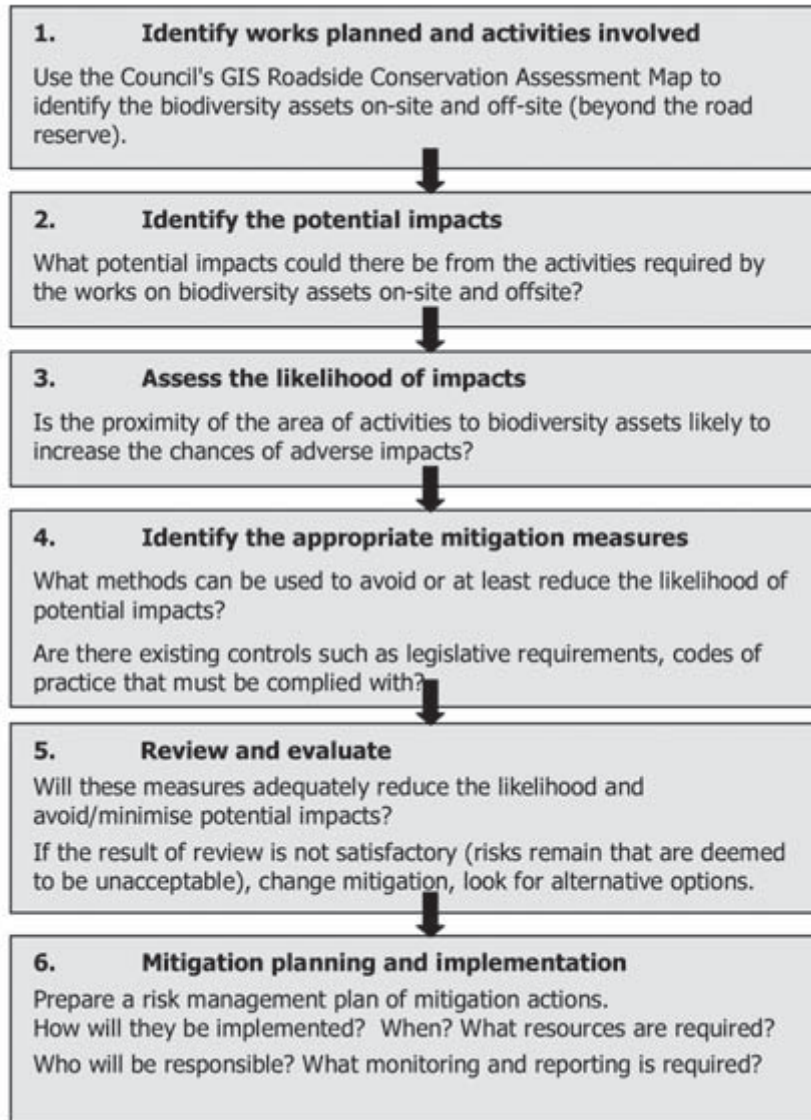 1. Identify works planned and activities involved
Use the Council's GIS Roadside Conservation Assessment Map to
identify the biodiversity assets on-site and off-site (beyond the road
reserve).
2. Identify the potential impacts
What potential impacts could there be from the activities required by
the works on biodiversity assets on-site and offsite?
3. Assess the likelihood of impacts
Is the proximity of the area of activities to biodiversity assets likely to
increase the chances of adverse impacts?
4. Identify the appropriate mitigation measures
What methods can be used to avoid or at least reduce the likelihood of
potential impacts?
Are there existing controls such as legislative requirements, codes of
practice that must be complied with?
5. Review and evaluate
Will these measures adequately reduce the likelihood and
avoid/minimise potential impacts?
If the result of review is not satisfactory (risks remain that are deemed
to be unacceptable), change mitigation, look for alternative options.
6. Mitigation planning and implementation
Prepare a risk management plan of mitigation actions.
How will they be implemented? When? What resources are required?
Who will be responsible? What monitoring and reporting is required?